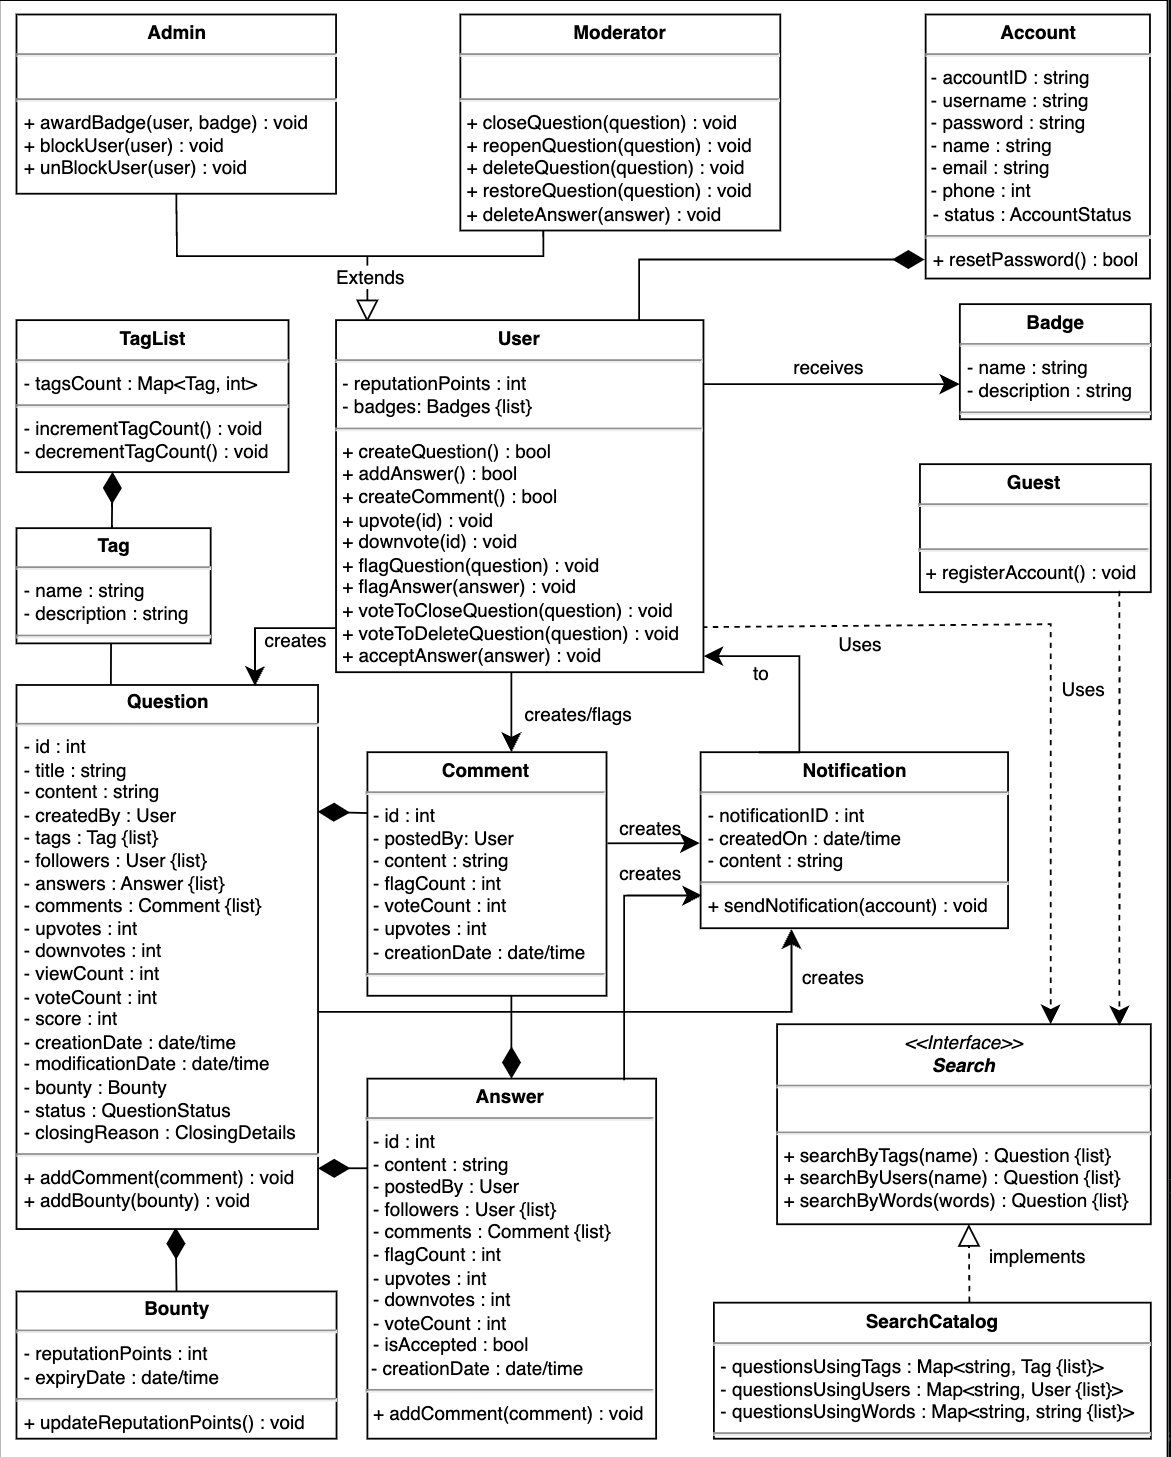 Admin
+ awardBadge(user, badge) : void
+ blockUser(user) : void
+ unBlockUser(user) : void
Moderator
+ closeQuestion(question) : void
+ reopenQuestion(question) : void
+ deleteQuestion(question) : void
+ restoreQuestion(question) : void
+ deleteAnswer(answer) : void
Account
- accountID : string
- username : string
- password : string
- name : string
- email : string
- phone : int
- status : AccountStatus
+ resetPassword() : bool
Extends
TagList
- tagsCount : Map<Tag, int>
- incrementTagCount() : void
- decrementTagCount() : void
User
- reputationPoints : int
- badges: Badges {list}
+ createQuestion() : bool
+ addAnswer() : bool
+ createComment() : bool
+ upvote(id) : void
+ downvote(id) : void
+ flagQuestion(question) : void
+ flagAnswer(answer) : void
+ voteToCloseQuestion(question) : void
+ voteToDeleteQuestion(question) : void
+ acceptAnswer(answer) : void
receives
Badge
- name : string
- description : string
Guest
+ registerAccount() : void
Tag
- name : string
- description : string
creates
Uses
to
Uses
creates/flags
Question
- id : int
- title : string
- content : string
- createdBy : User
- tags : Tag {list}
- followers : User {list}
- answers : Answer {list}
- comments : Comment {list}
- upvotes : int
- downvotes : int
- viewCount : int
- voteCount : int
- score : int
- creationDate : date/time
- modificationDate : date/time
- bounty : Bounty
- status : QuestionStatus
- closingReason : ClosingDetails
+ addComment(comment) : void
+ addBounty(bounty) : void
Comment
- id : int
- postedBy: User
- content : string
- flagCount : int
- voteCount : int
- upvotes : int
- creationDate : date/time
creates
creates
Notification
- notificationID : int
- createdOn : date/time
- content : string
+ sendNotification(account) : void
creates
<<Interface>>
Search
+ searchByTags(name) : Question {list}
+ searchByUsers(name) : Question {list}
+ searchByWords(words) : Question {list}
Answer
- id : int
- content : string
- postedBy : User
- followers : User {list}
- comments : Comment {list}
- flagCount : int
- upvotes : int
- downvotes : int
- voteCount : int
- isAccepted : bool
- creationDate : date/time
+ addComment(comment) : void
implements
Bounty
- reputationPoints : int
- expiryDate : date/time
+ updateReputationPoints() : void
SearchCatalog
- questionsUsingTags : Map<string, Tag {list}>
- questionsUsingUsers : Map<string, User {list}>
- questionsUsingWords : Map<string, string {list}>